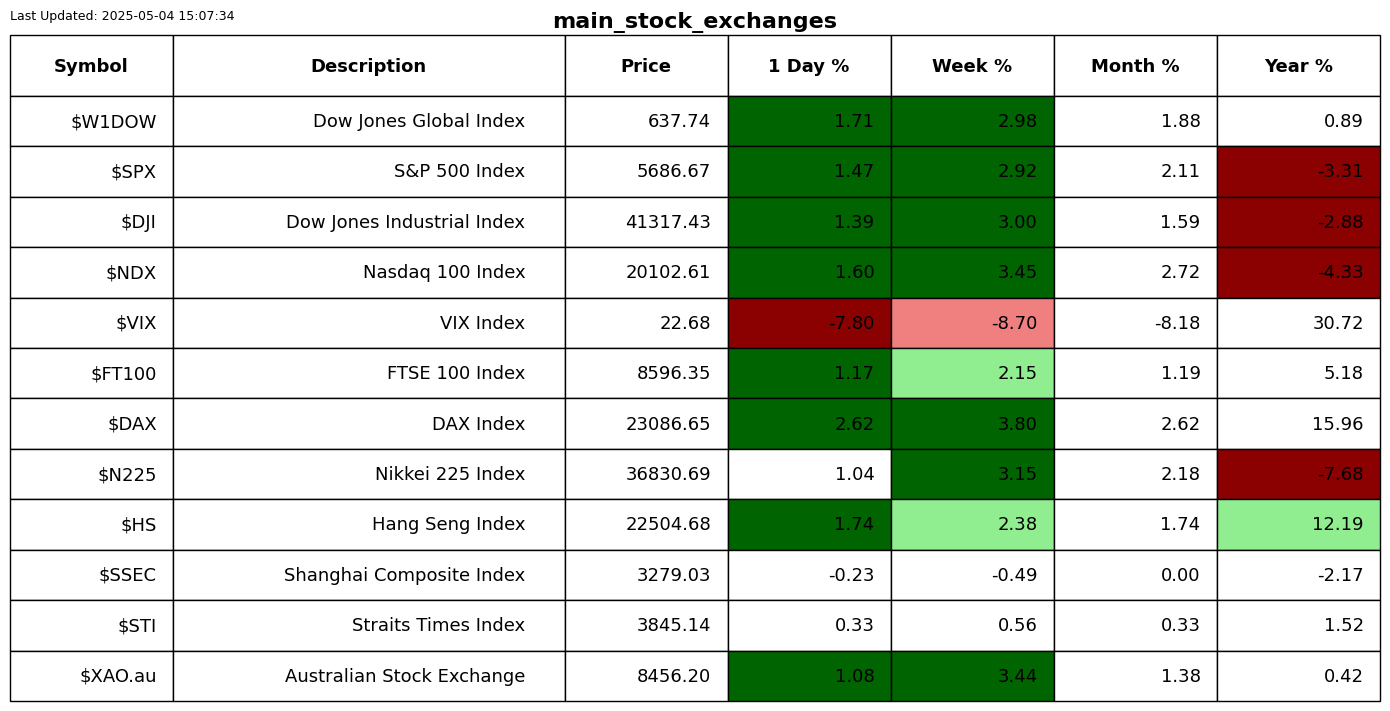 Last Updated: 2025-05-04 15:07:34
main_stock_exchanges
Symbol Description Price 1 Day % Week % Month % Year %
$W1DOW Dow Jones Global Index 637.74 1.71 2.98 1.88 0.89
$SPX S&P 500 Index 5686.67 1.47 2.92 2.11 -3.31
$DJI Dow Jones Industrial Index 41317.43 1.39 3.00 1.59 -2.88
$NDX Nasdaq 100 Index 20102.61 1.60 3.45 2.72 -4.33
$VIX VIX Index 22.68 -7.80 -8.70 -8.18 30.72
$FT100 FTSE 100 Index 8596.35 1.17 2.15 1.19 5.18
$DAX DAX Index 23086.65 2.62 3.80 2.62 15.96
$N225 Nikkei 225 Index 36830.69 1.04 3.15 2.18 -7.68
$HS Hang Seng Index 22504.68 1.74 2.38 1.74 12.19
$SSEC Shanghai Composite Index 3279.03 -0.23 -0.49 0.00 -2.17
$STI Straits Times Index 3845.14 0.33 0.56 0.33 1.52
$XAO.au Australian Stock Exchange 8456.20 1.08 3.44 1.38 0.42